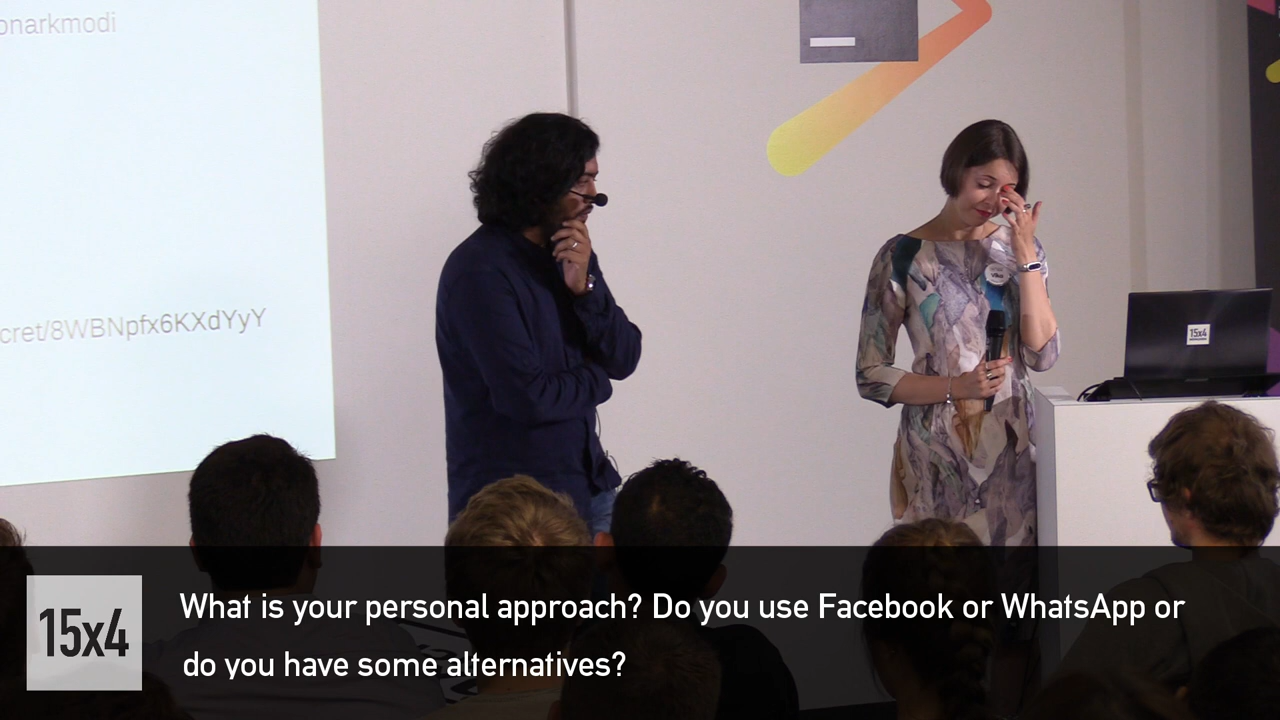 onarkmodi
cret/8WBNpfx6KXdYyY
15x4
15x4
What is your personal approach? Do you use Facebook or WhatsApp or
do you have some alternatives?